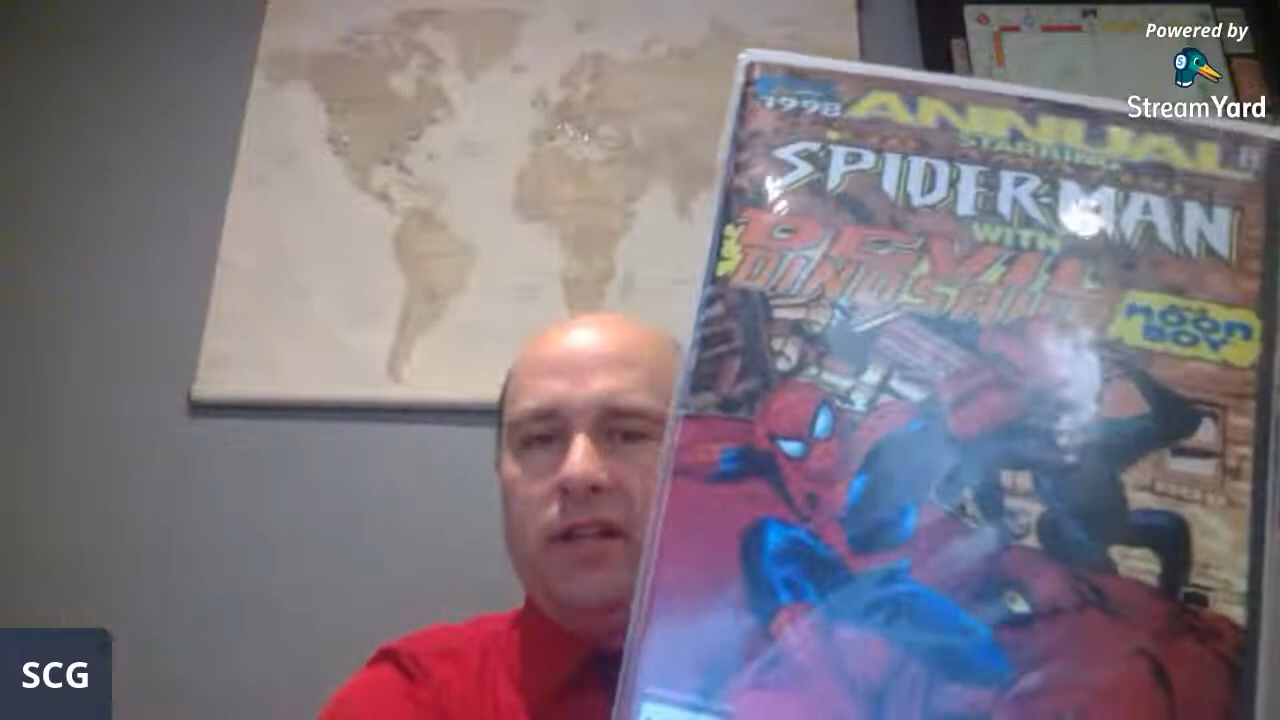 Powered by
StreamYard
1998
ANNUAL
STARRING
SPIDER-MAN
WITH
DEVIL
DINOSAUR
MOON
BOY
SCG